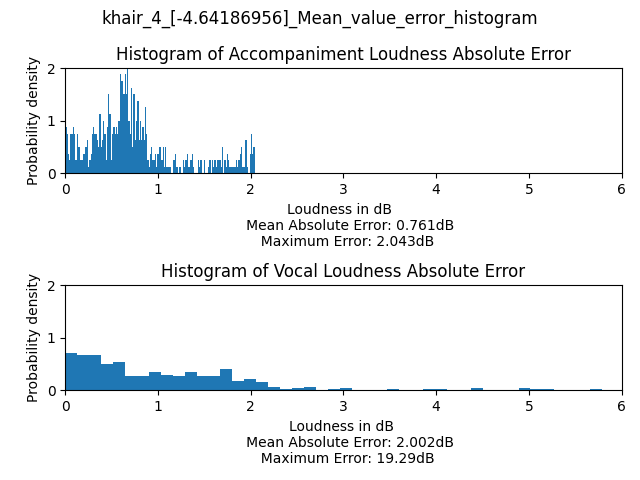 khair_4_[-4.64186956]_Mean_value_error_histogram
Histogram of Accompaniment Loudness Absolute Error
Probability density
2
1
0
0 1 2 3 4 5 6
Loudness in dB
Mean Absolute Error: 0.761dB
Maximum Error: 2.043dB
Histogram of Vocal Loudness Absolute Error
Probability density
2
1
0
0 1 2 3 4 5 6
Loudness in dB
Mean Absolute Error: 2.002dB
Maximum Error: 19.29dB